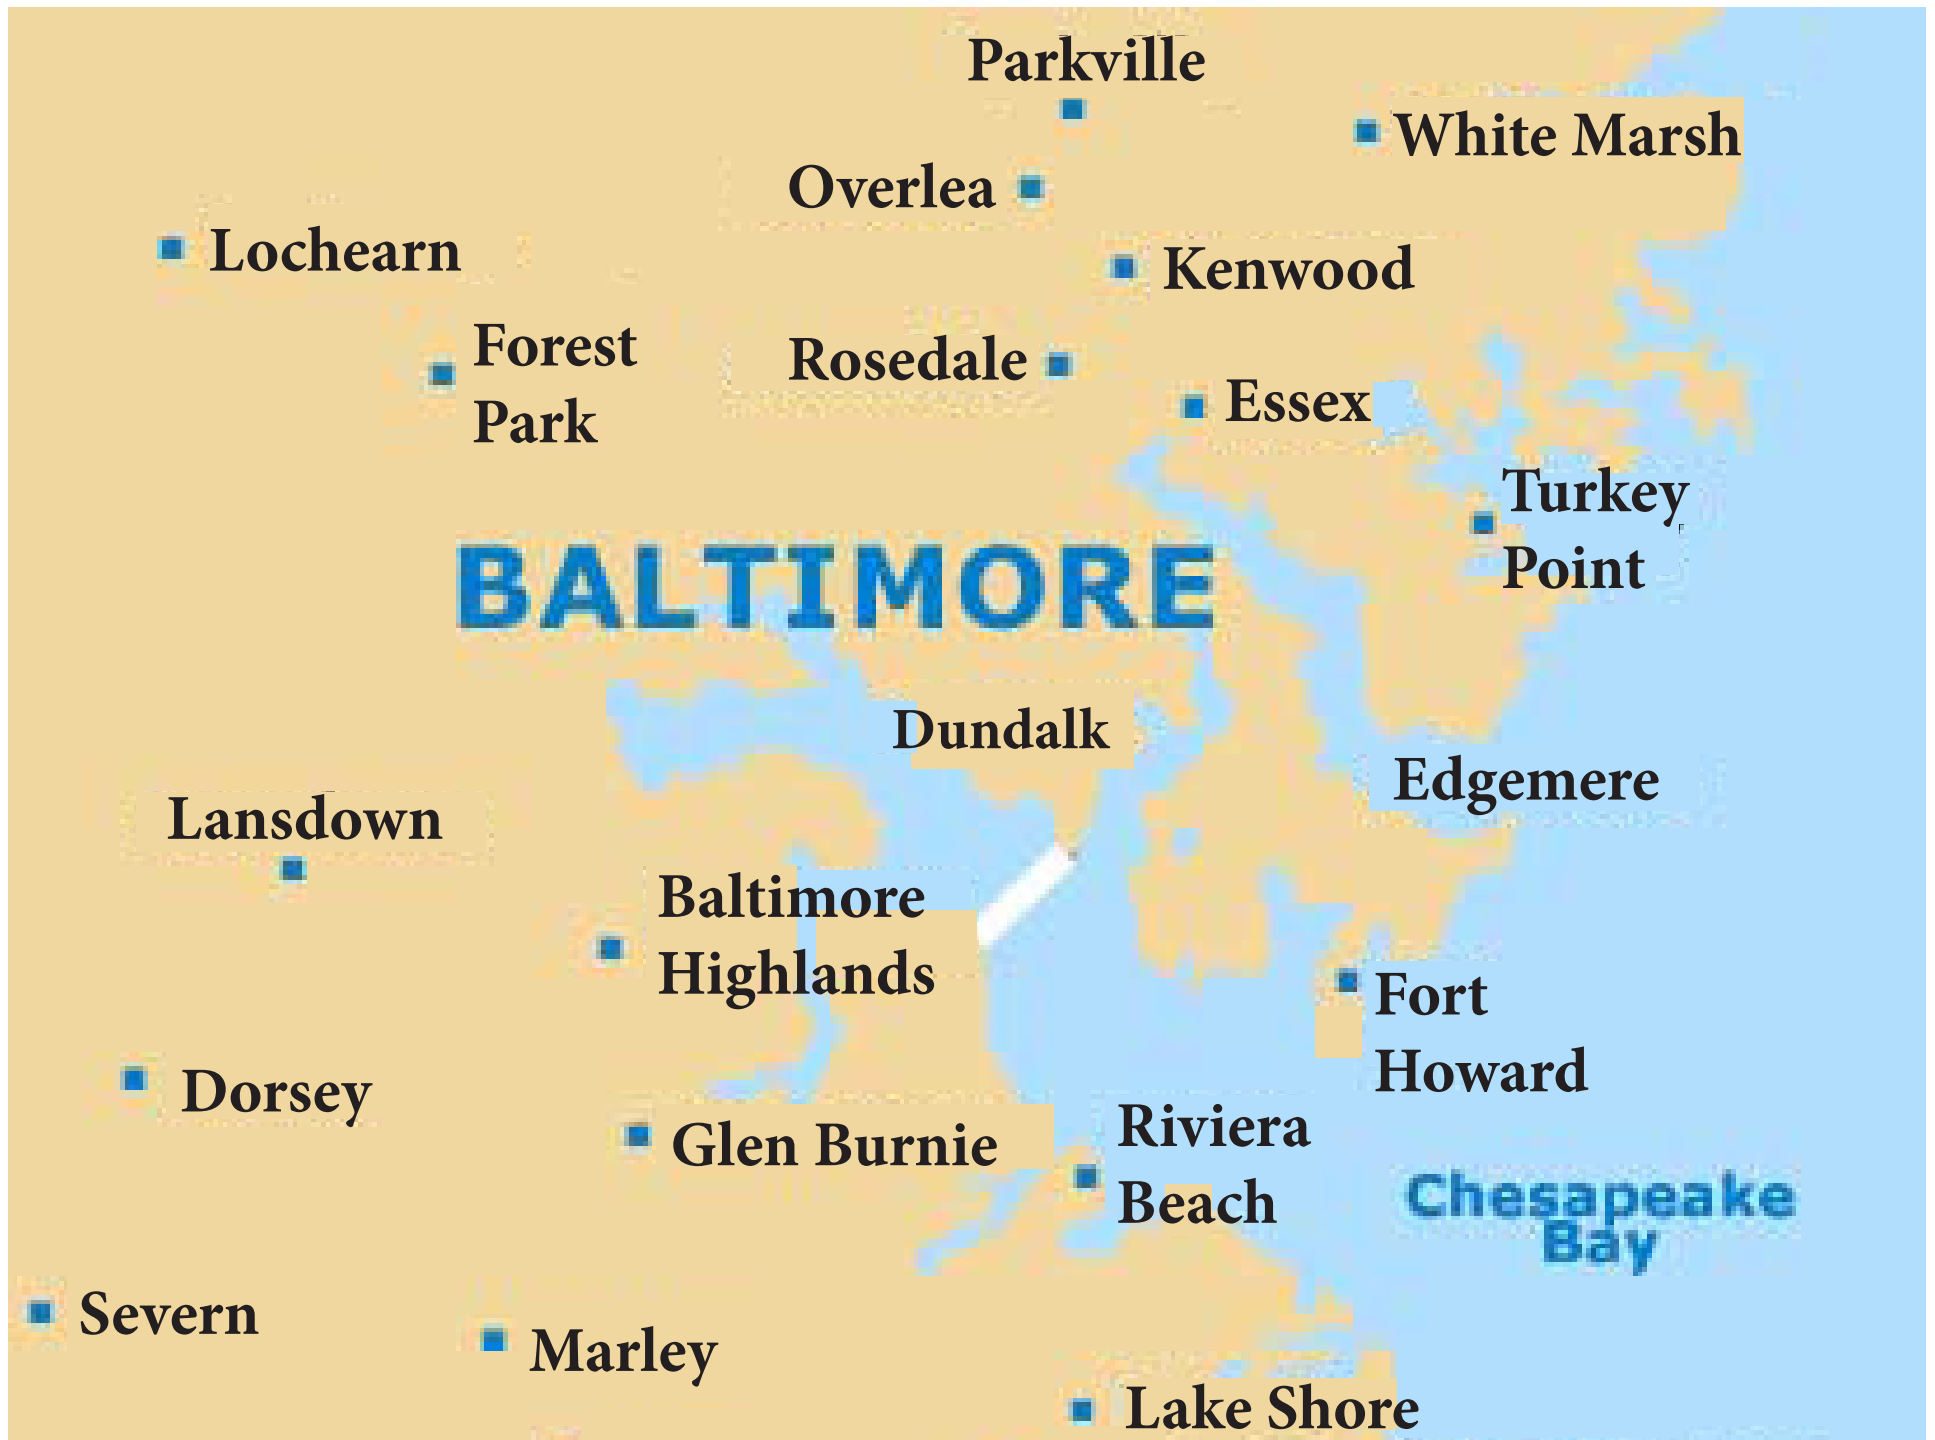 Parkville
White Marsh
Overlea
Lochearn
Kenwood
Forest
Park
Rosedale
Essex
Turkey
Point
BALTIMORE
Dundalk
Edgemere
Lansdown
Baltimore
Highlands
Fort
Howard
Dorsey
Glen Burnie
Riviera
Beach
Chesapeake
Bay
Severn
Marley
Lake Shore